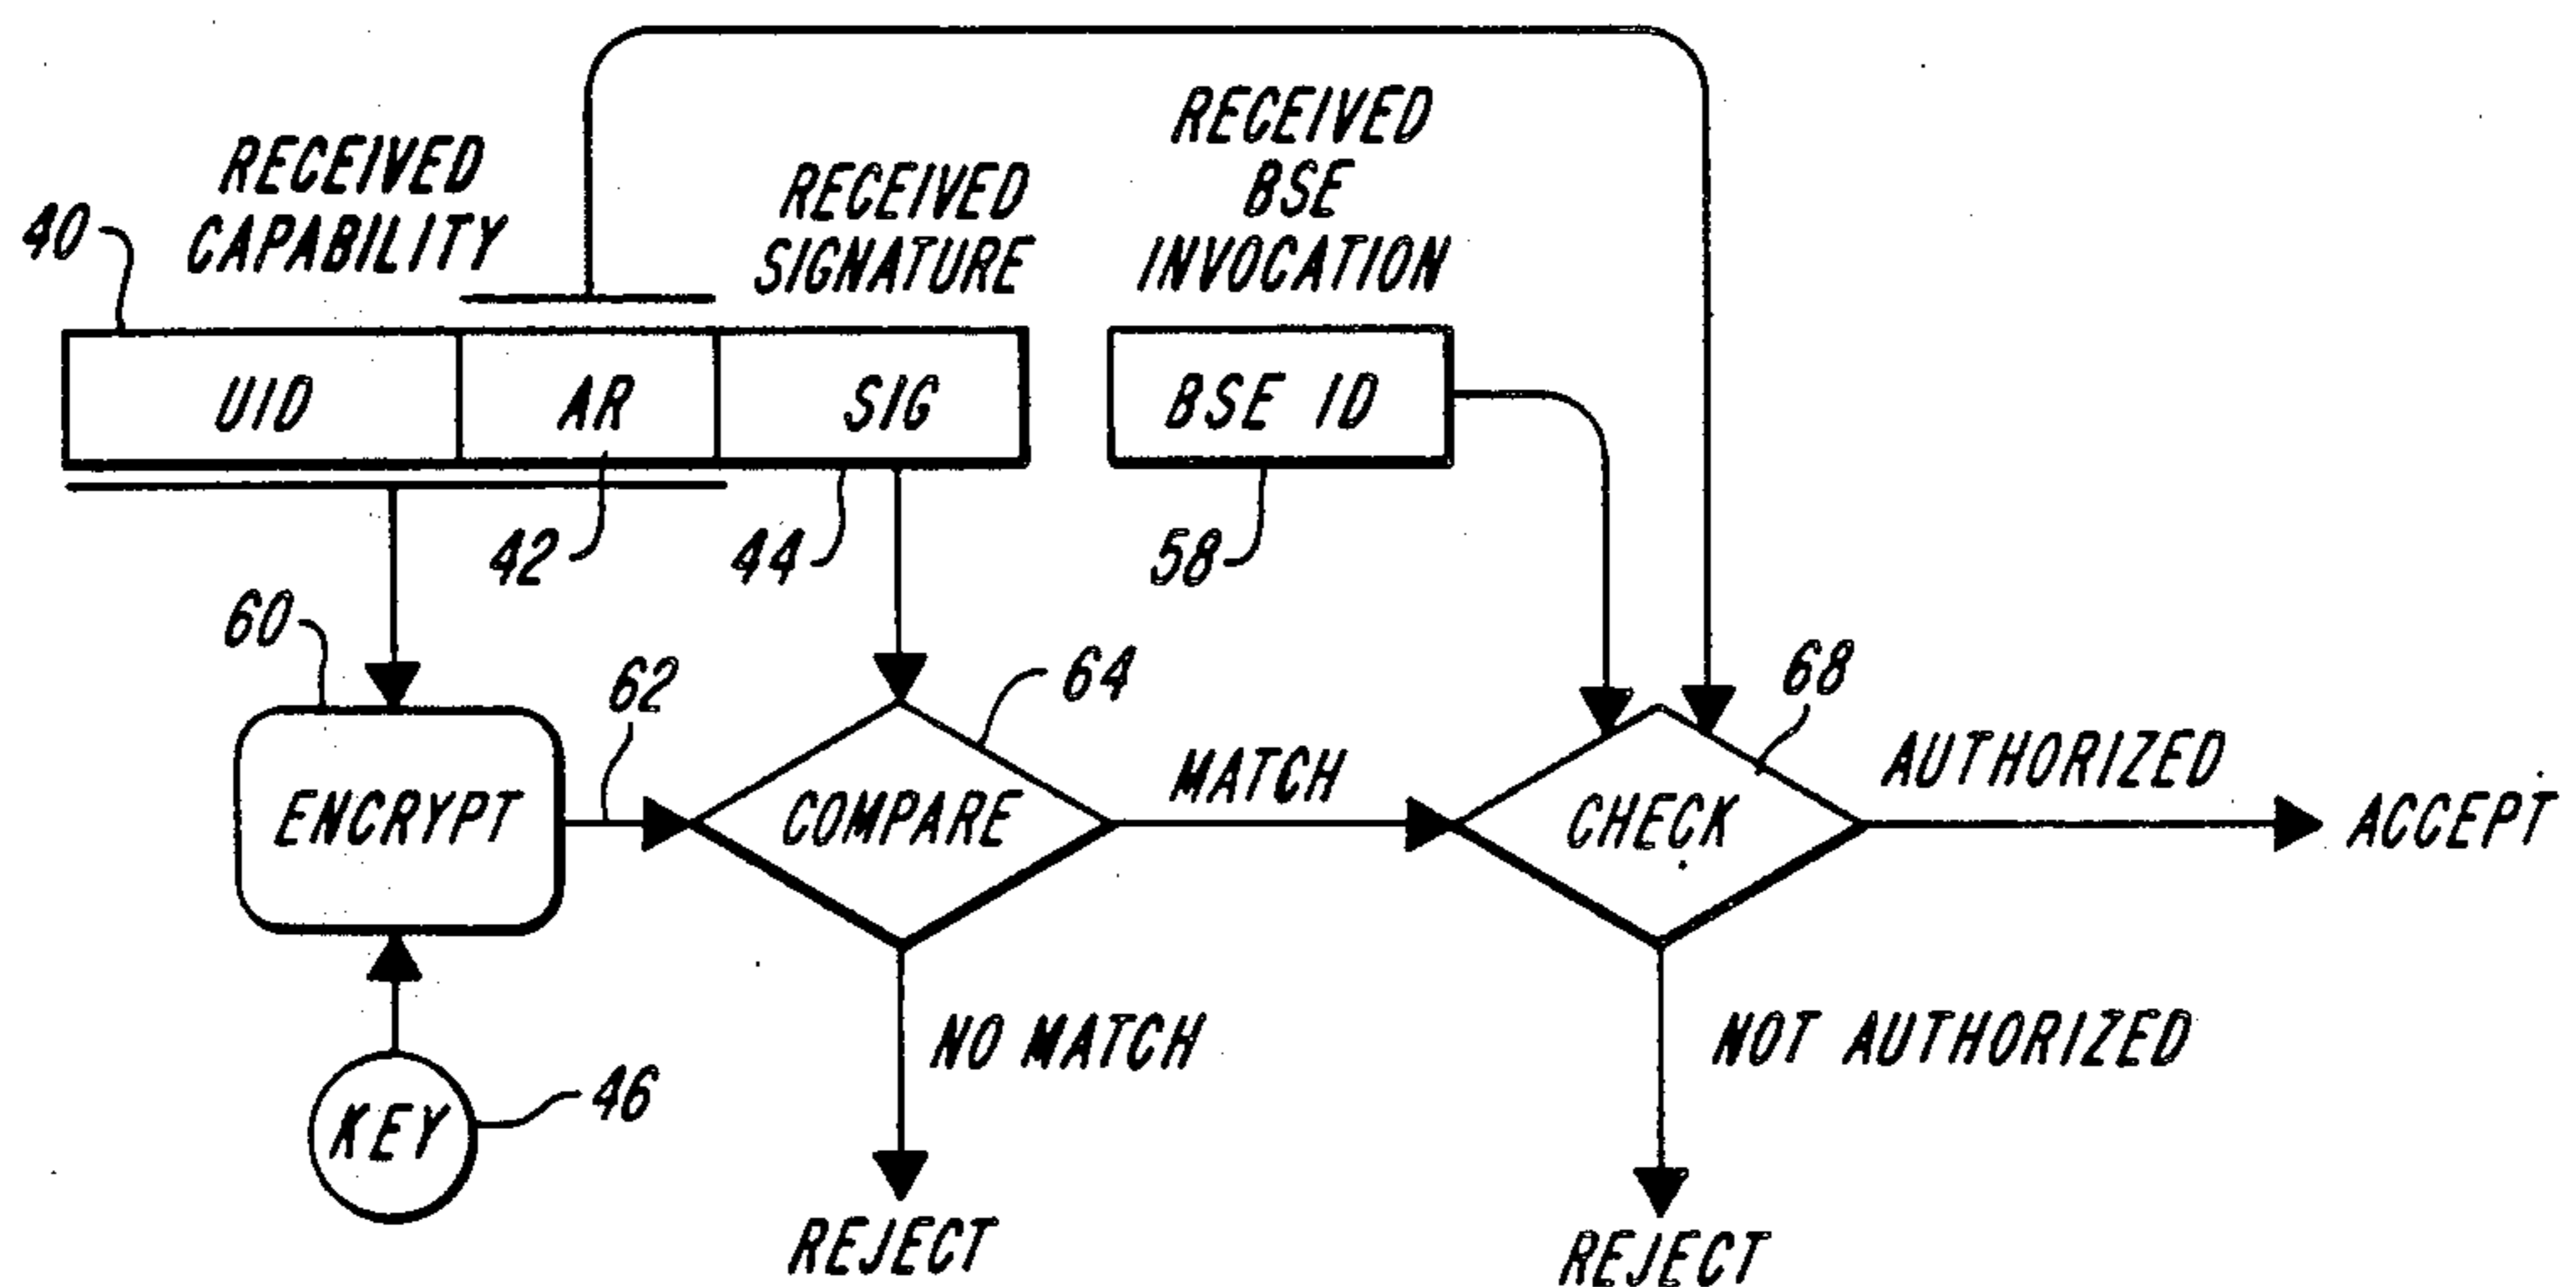 RECEIVED
CAPABILITY
RECEIVED
SIGNATURE
RECEIVED
BSE
INVOCATION
40
UID
AR
SIG
BSE ID
42
44
58
60
62
64
68
ENCRYPT
COMPARE
MATCH
CHECK
AUTHORIZED
ACCEPT
NO MATCH
NOT AUTHORIZED
KEY
46
REJECT
REJECT